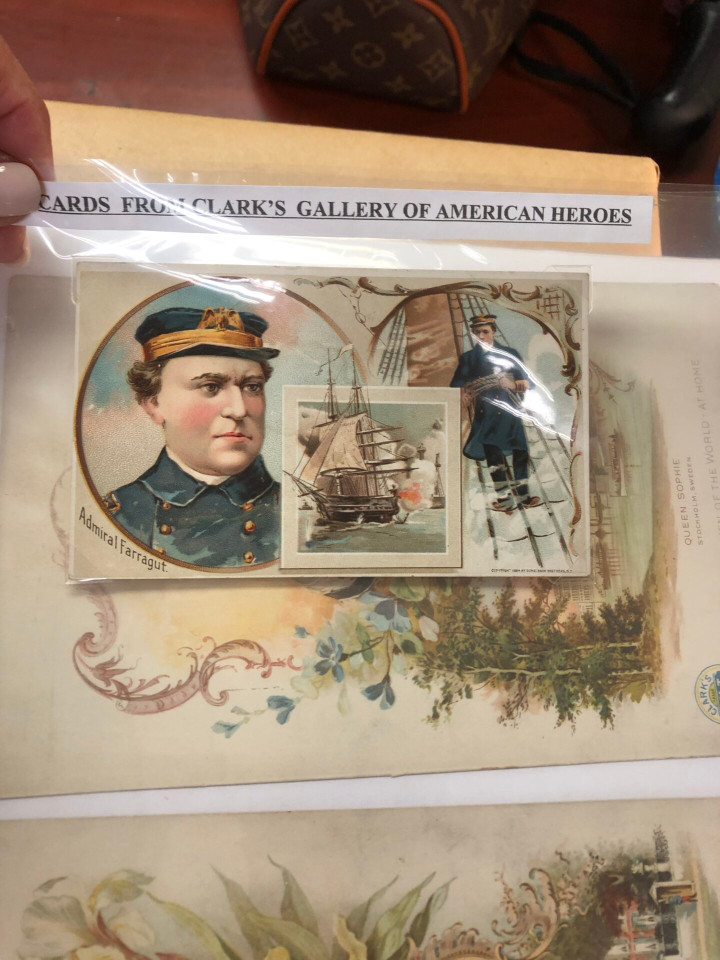 CARDS FROM CLARK'S GALLERY OF AMERICAN HEROES
Admiral Farragut.
QUEEN SOPHIE
STOCKHOLM SWEDEN
OF THE WORLD - AT HOME
CLARK'S